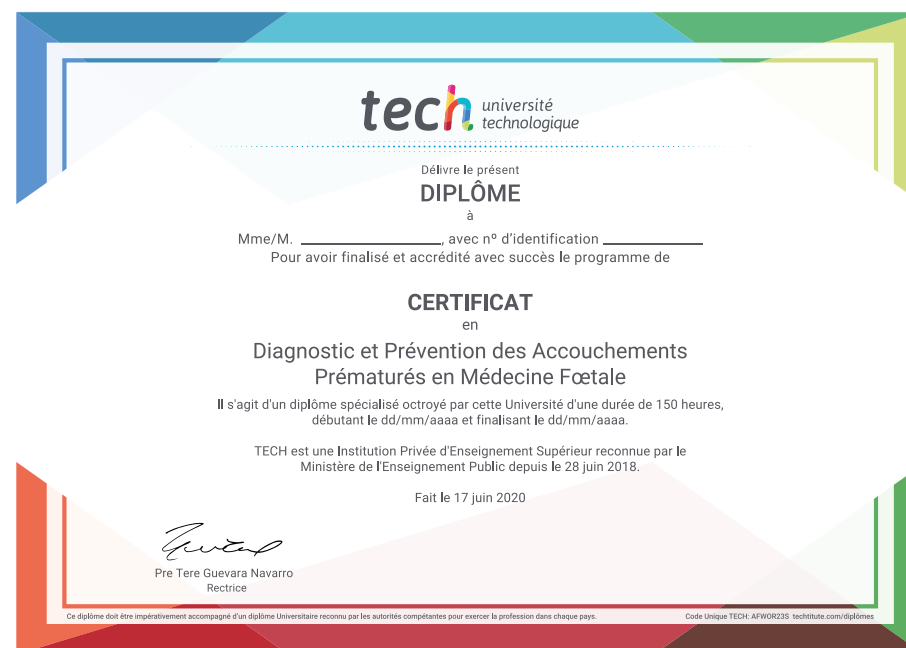 tech université
technologique
Délivre le présent
DIPLÔME
à
Mme/M. ____________________, avec nº d'identification ______________
Pour avoir finalisé et accrédité avec succès le programme de
CERTIFICAT
en
Diagnostic et Prévention des Accouchements
Prématurés en Médecine Fœtale
Il s'agit d'un diplôme spécialisé octroyé par cette Université d'une durée de 150 heures,
débutant le dd/mm/aaaa et finalisant le dd/mm/aaaa.
TECH est une Institution Privée d'Enseignement Supérieur reconnue par le
Ministère de l'Enseignement Public depuis le 28 juin 2018.
Fait le 17 juin 2020
Pre Tere Guevara Navarro
Rectrice
Ce diplôme doit être impérativement accompagné d'un diplôme Universitaire reconnu par les autorités compétantes pour exercer la profession dans chaque pays.
Code Unique TECH: AFWOR23S techtitute.com/diplômes